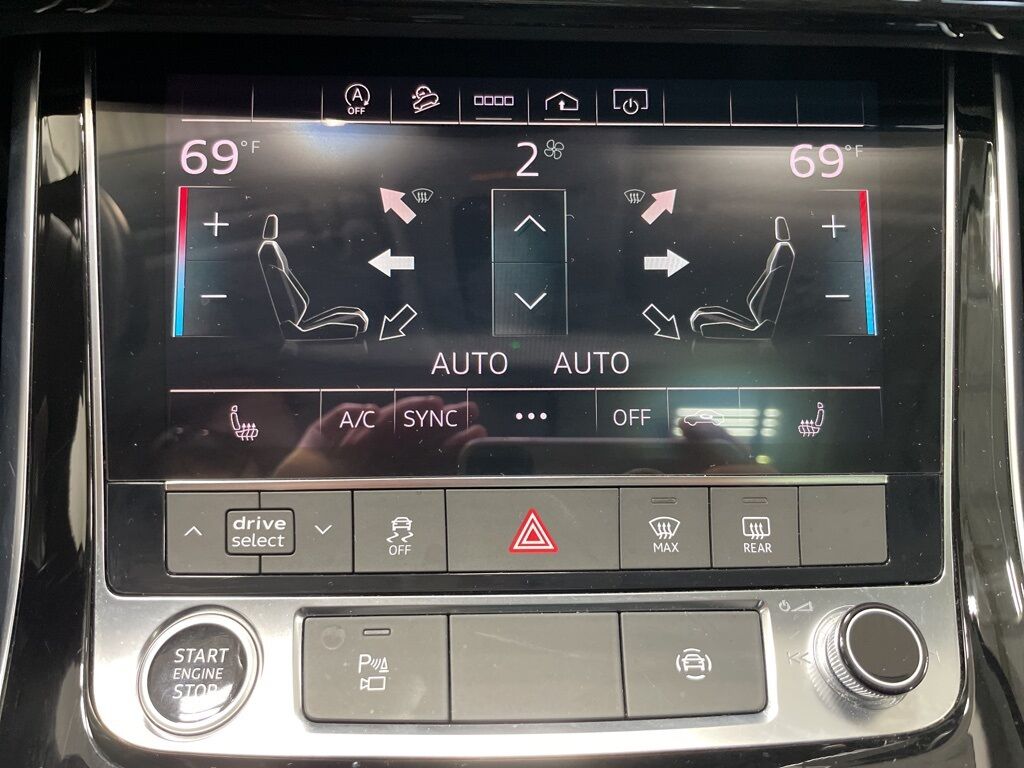 A
OFF
69 °F
2
69 °F
AUTO AUTO
A/C SYNC ••• OFF
drive
select
OFF
MAX
REAR
START
ENGINE
STOP
P